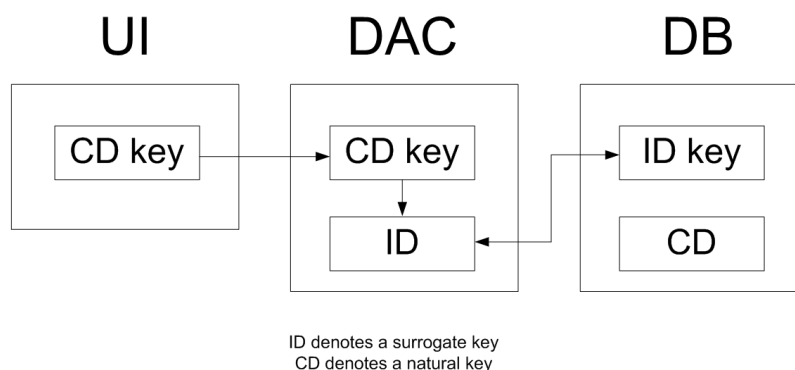 UI
DAC
DB
CD key
CD key
ID key
ID
CD
ID denotes a surrogate key
CD denotes a natural key